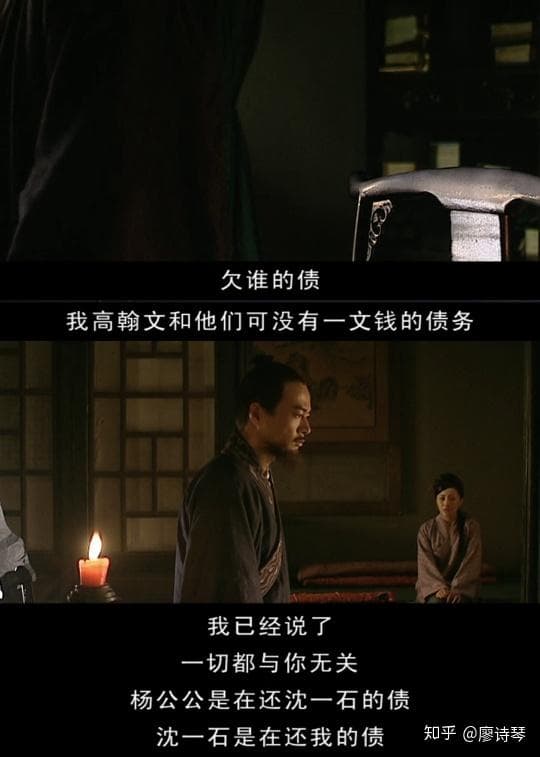 欠谁的债
我高翰文和他们可没有一文钱的债务
我已经说了
一切都与你无关
杨公公是在还沈一石的债
沈一石是在还我的债
知乎 @廖诗琴